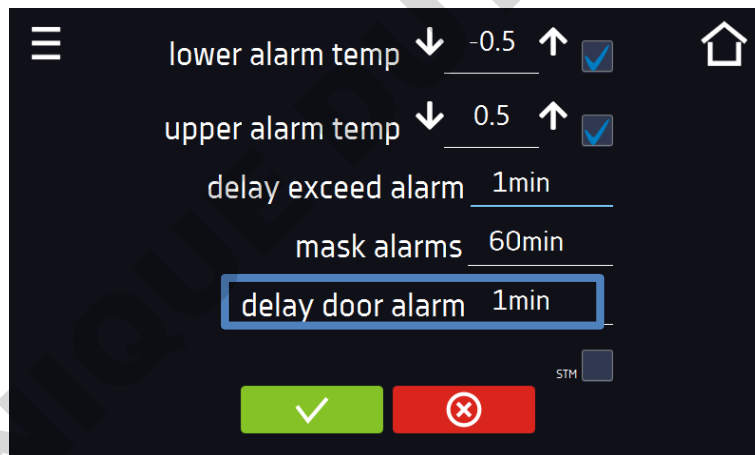 lower alarm temp -0.5
upper alarm temp 0.5
delay exceed alarm 1min
mask alarms 60min
delay door alarm 1min
STM